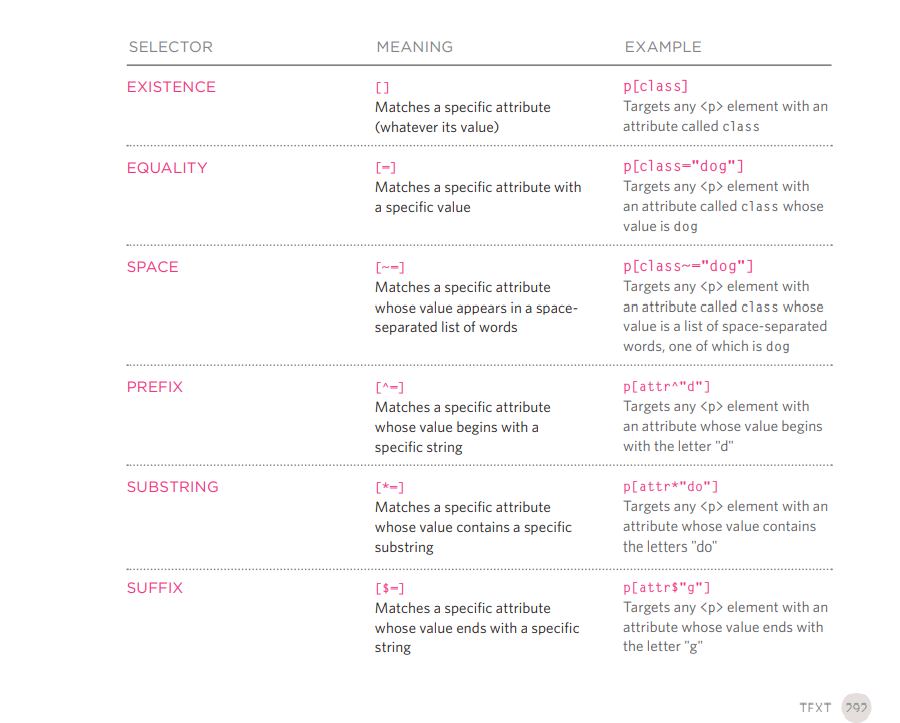 SELECTOR MEANING EXAMPLE
EXISTENCE [] p[class]
Matches a specific attribute Targets any <p> element with an
(whatever its value) attribute called class
EQUALITY [=] p[class="dog"]
Matches a specific attribute with Targets any <p> element with
a specific value an attribute called class whose
value is dog
SPACE [~=] p[class~="dog"]
Matches a specific attribute Targets any <p> element with
whose value appears in a space- an attribute called class whose
separated list of words value is a list of space-separated
words, one of which is dog
PREFIX [^=] p[attr^"d"]
Matches a specific attribute Targets any <p> element with
whose value begins with a an attribute whose value begins
specific string with the letter "d"
SUBSTRING [*=] p[attr*"do"]
Matches a specific attribute Targets any <p> element with an
whose value contains a specific attribute whose value contains
substring the letters "do"
SUFFIX [$=] p[attr$"g"]
Matches a specific attribute Targets any <p> element with an
whose value ends with a specific attribute whose value ends with
string the letter "g"
TEXT 292